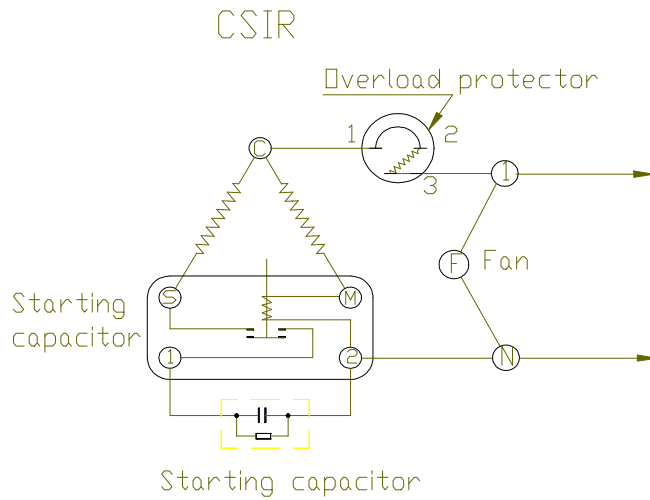 CSIR
Overload protector
1
2
C
3
1
F
Fan
S
M
Starting
capacitor
1
2
N
Starting capacitor